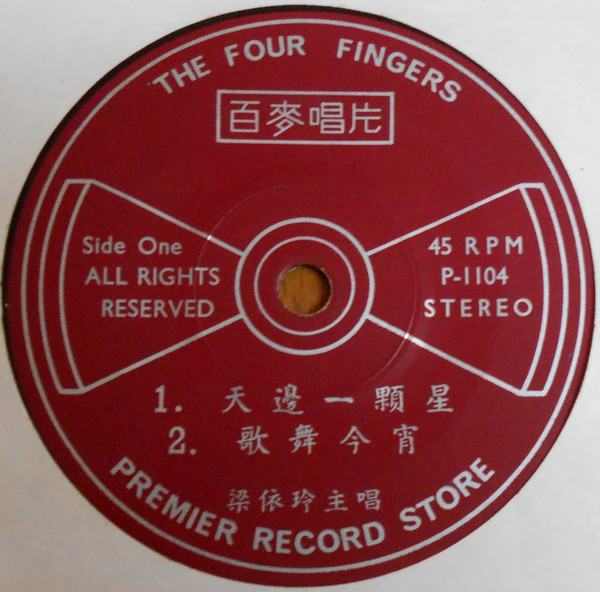 THE FOUR FINGERS
百麥唱片
Side One
ALL RIGHTS
RESERVED
45 RPM
P-1104
STEREO
1. 天邊一顆星
2. 歌舞今宵
梁依玲主唱
PREMIER RECORD STORE